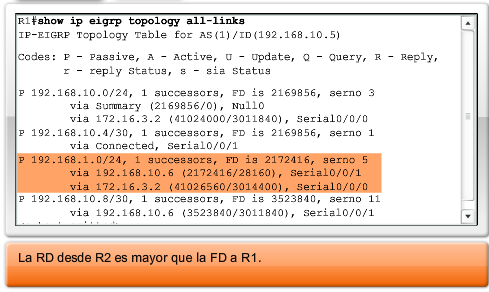 R1#show ip eigrp topology all-links
IP-EIGRP Topology Table for AS(1)/ID(192.168.10.5)
Codes: P - Passive, A - Active, U - Update, Q - Query, R - Reply,
r - reply Status, s - sia Status
P 192.168.10.0/24, 1 successors, FD is 2169856, serno 3
via Summary (2169856/0), Null0
via 172.16.3.2 (41024000/3011840), Serial0/0/0
P 192.168.10.4/30, 1 successors, FD is 2169856, serno 1
via Connected, Serial0/0/1
P 192.168.1.0/24, 1 successors, FD is 2172416, serno 5
via 192.168.10.6 (2172416/28160), Serial0/0/1
via 172.16.3.2 (41026560/3014400), Serial0/0/0
P 192.168.10.8/30, 1 successors, FD is 3523840, serno 11
via 192.168.10.6 (3523840/3011840), Serial0/0/1
La RD desde R2 es mayor que la FD a R1.